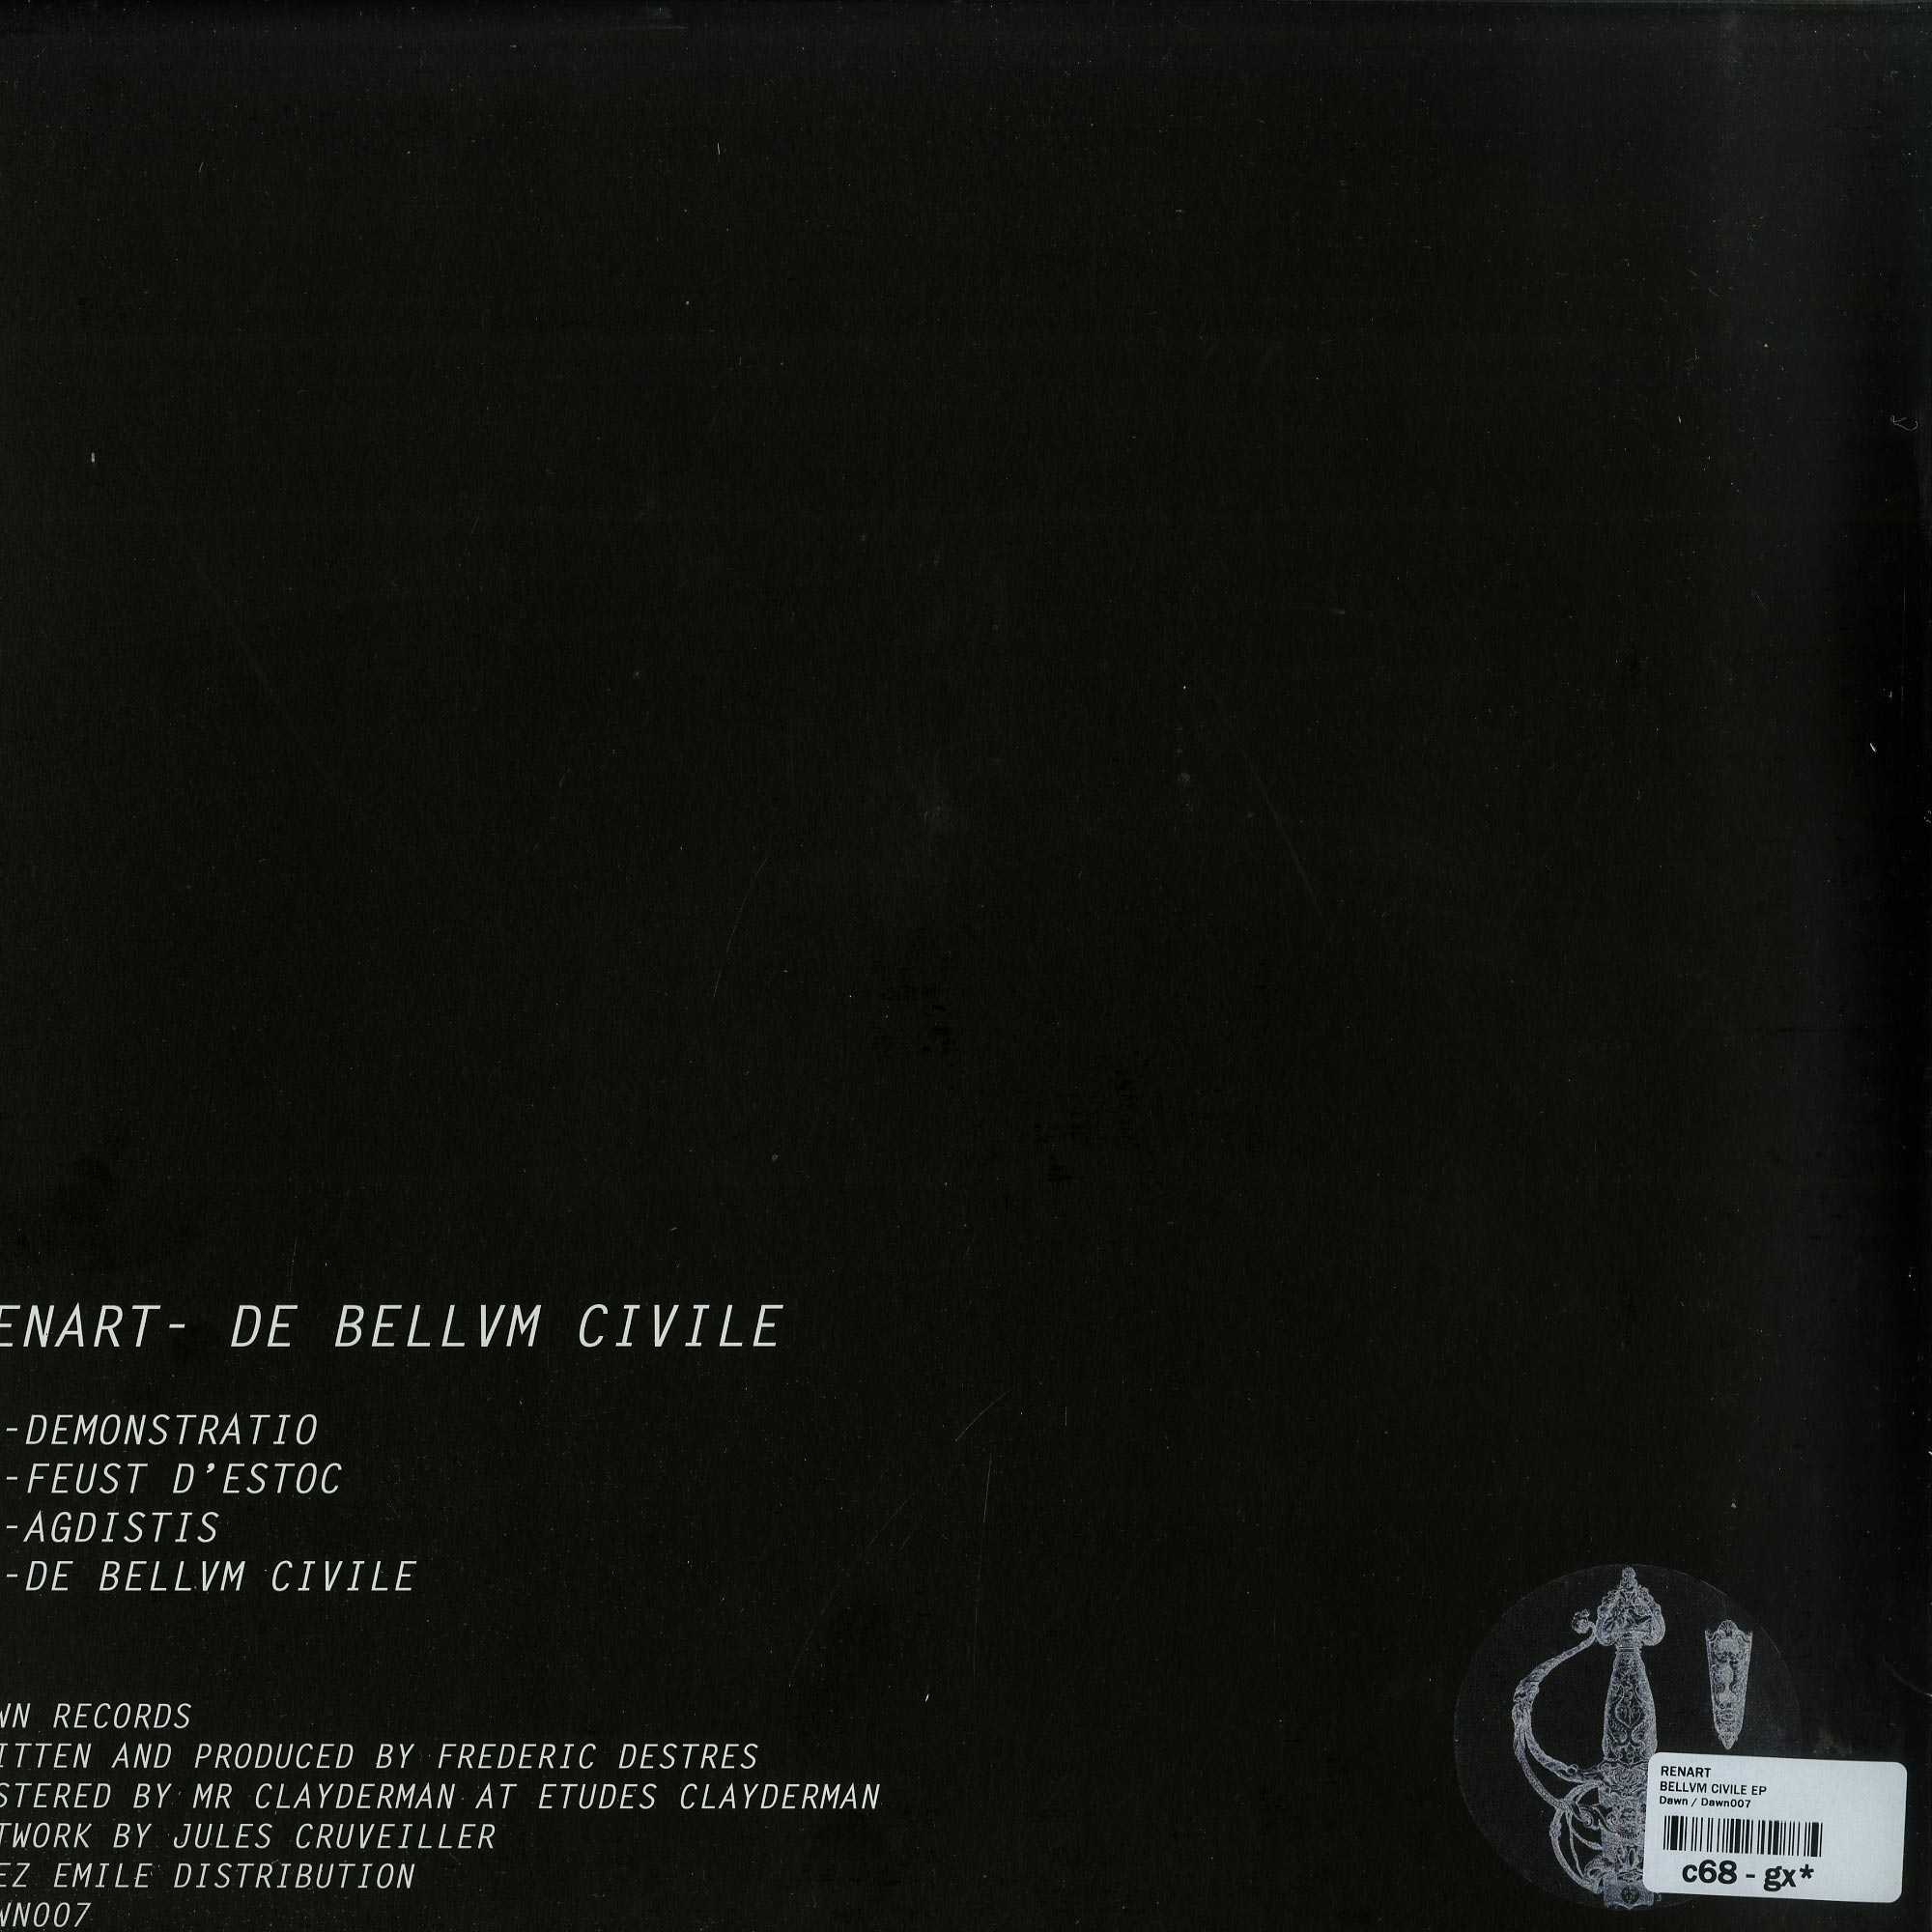 ENART- DE BELLVM CIVILE
-DEMONSTRATIO
-FEUST D'ESTOC
-AGDISTIS
-DE BELLVM CIVILE
WN RECORDS
ITTEN AND PRODUCED BY FREDERIC DESTRES
STERED BY MR CLAYDERMAN AT ETUDES CLAYDERMAN
TWORK BY JULES CRUVEILLER
EZ EMILE DISTRIBUTION
WN007
RENART
BELLVM CIVILE EP
Dawn / Dawn007
c68 - gx*